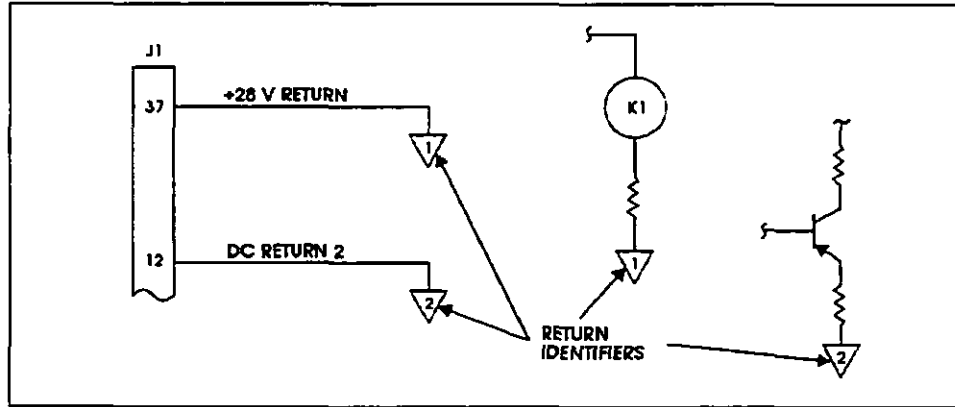 J1
37
+28 V RETURN
1
12
DC RETURN 2
2
K1
1
2
RETURN
IDENTIFIERS